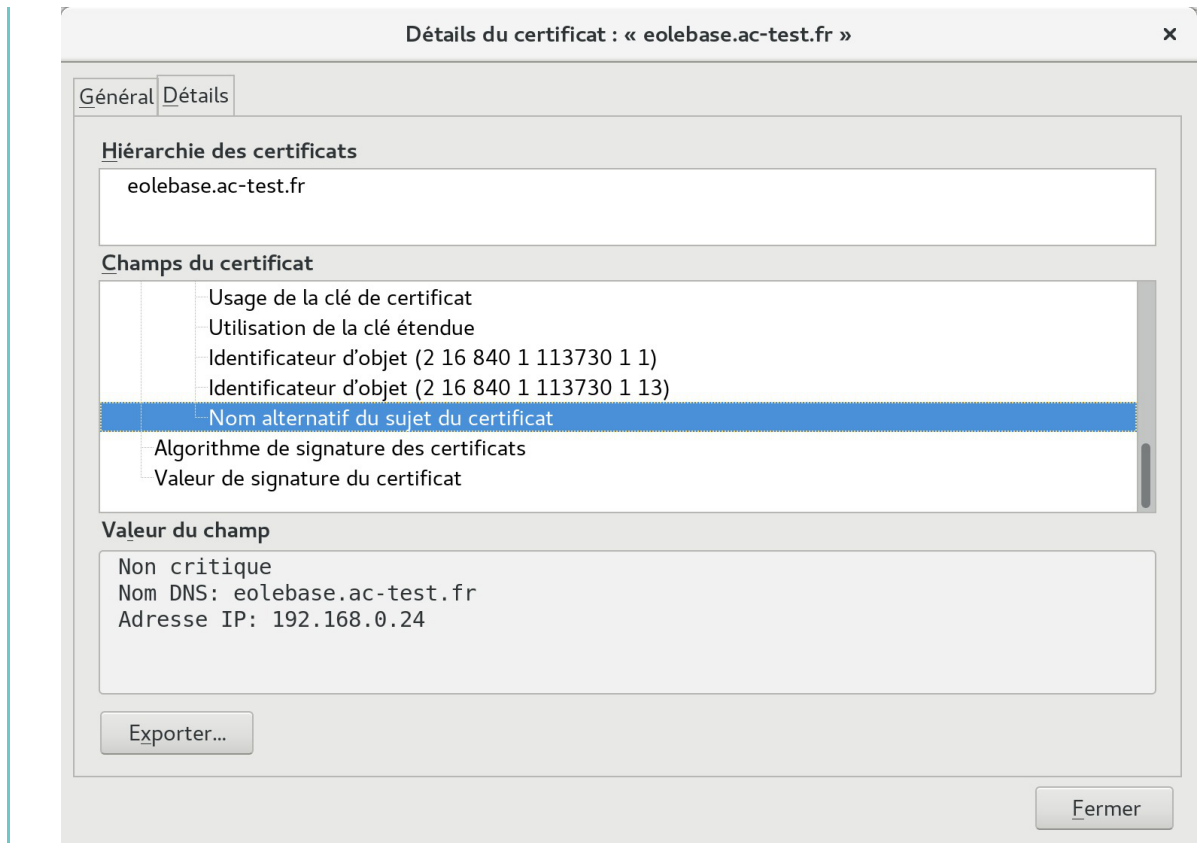 Détails du certificat : « eolebase.ac-test.fr »
×
Général Détails
Hiérarchie des certificats
eolebase.ac-test.fr
Champs du certificat
Usage de la clé de certificat
Utilisation de la clé étendue
Identificateur d’objet (2 16 840 1 113730 1 1)
Identificateur d’objet (2 16 840 1 113730 1 13)
Nom alternatif du sujet du certificat
Algorithme de signature des certificats
Valeur de signature du certificat
Valeur du champ
Non critique
Nom DNS: eolebase.ac-test.fr
Adresse IP: 192.168.0.24
Exporter...
Fermer